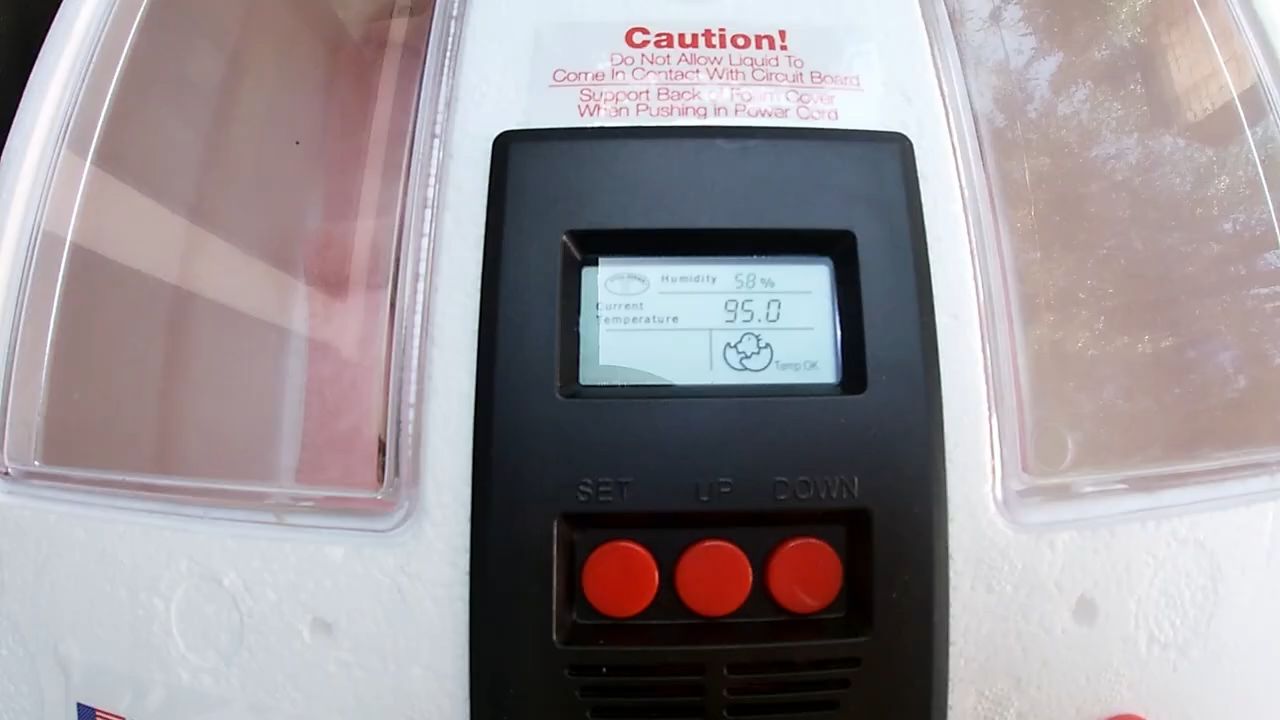 Caution!
Do Not Allow Liquid To
Come In Contact With Circuit Board
Support Back of Foam Cover
When Pushing in Power Cord
Humidity 58 %
Current
Temperature 95.0
Temp OK
SET UP DOWN